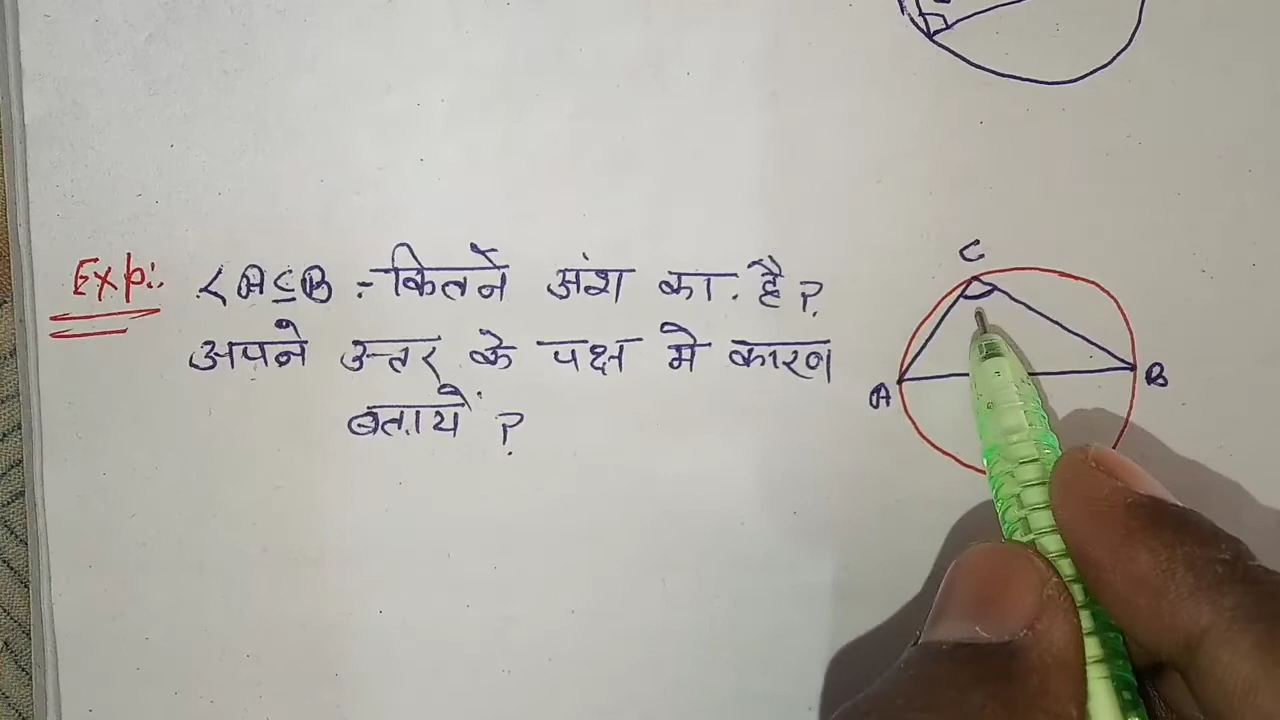 Exp:. <ACB :- कितने अंश का. है?
अपने उत्तर के पक्ष मे कारण
बतायें ?
C
A
B